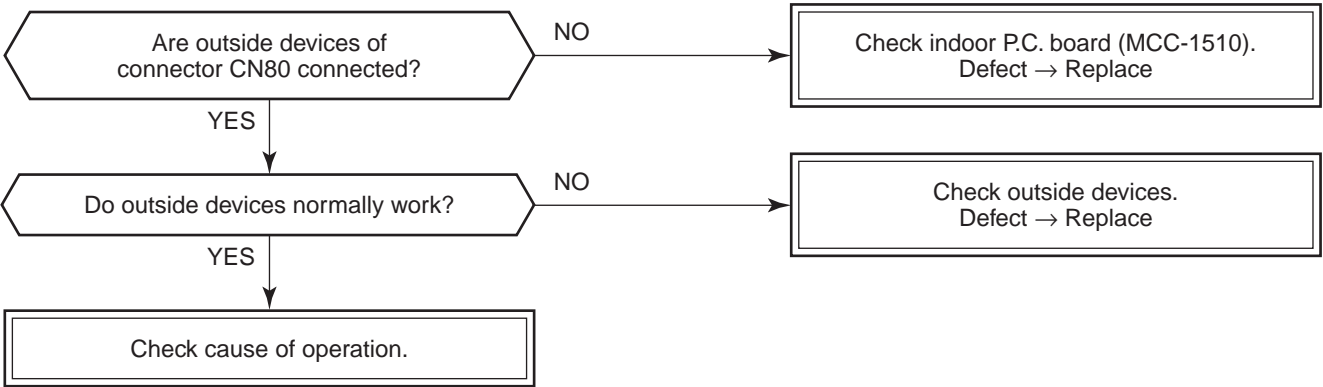 Are outside devices of
connector CN80 connected?
NO
Check indoor P.C. board (MCC-1510).
Defect → Replace
YES
Do outside devices normally work?
NO
Check outside devices.
Defect → Replace
YES
Check cause of operation.